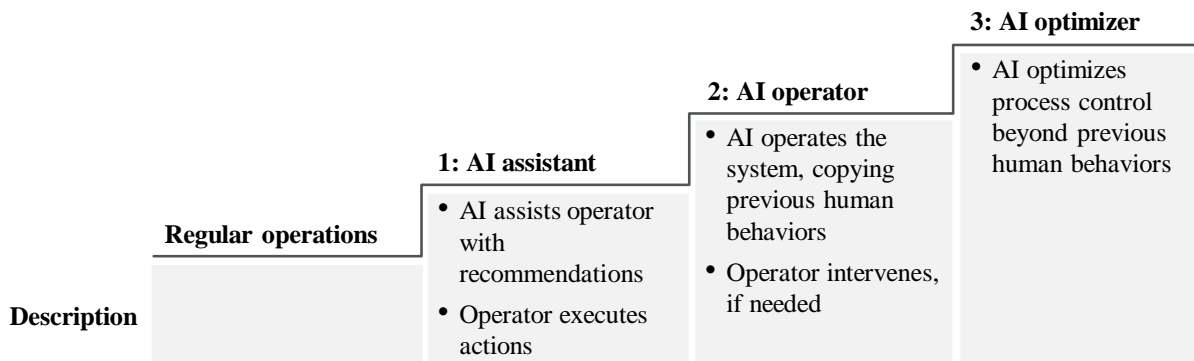 3: AI optimizer
• AI optimizes
process control
beyond previous
human behaviors
2: AI operator
• AI operates the
system, copying
previous human
behaviors
• Operator intervenes,
if needed
1: AI assistant
• AI assists operator
with
recommendations
• Operator executes
actions
Regular operations
Description